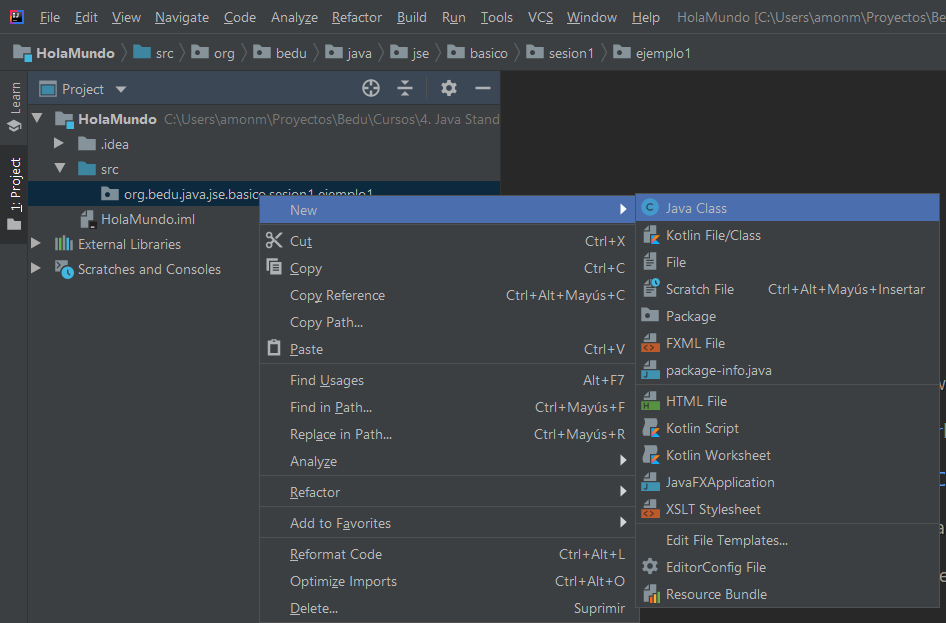 File Edit View Navigate Code Analyze Refactor Build Run Tools VCS Window Help HolaMundo [C:\Users\amonm\Proyectos\Be
HolaMundo src org bedu java jse basico sesion1 ejemplo1
Learn
1: Project
Project
HolaMundo C:\Users\amonm\Proyectos\Bedu\Cursos\4. Java Stand
.idea
src
org.bedu.java.jse.basico.sesion1.ejemplo1
HolaMundo.iml
External Libraries
Scratches and Consoles
New
Cut Ctrl+X
Copy Ctrl+C
Copy Reference Ctrl+Alt+Mayús+C
Copy Path...
Paste Ctrl+V
Find Usages Alt+F7
Find in Path... Ctrl+Mayús+F
Replace in Path... Ctrl+Mayús+R
Analyze
Refactor
Add to Favorites
Reformat Code Ctrl+Alt+L
Optimize Imports Ctrl+Alt+O
Delete... Suprimir
Java Class
Kotlin File/Class
File
Scratch File Ctrl+Alt+Mayús+Insertar
Package
FXML File
package-info.java
HTML File
Kotlin Script
Kotlin Worksheet
JavaFXApplication
XSLT Stylesheet
Edit File Templates...
EditorConfig File
Resource Bundle